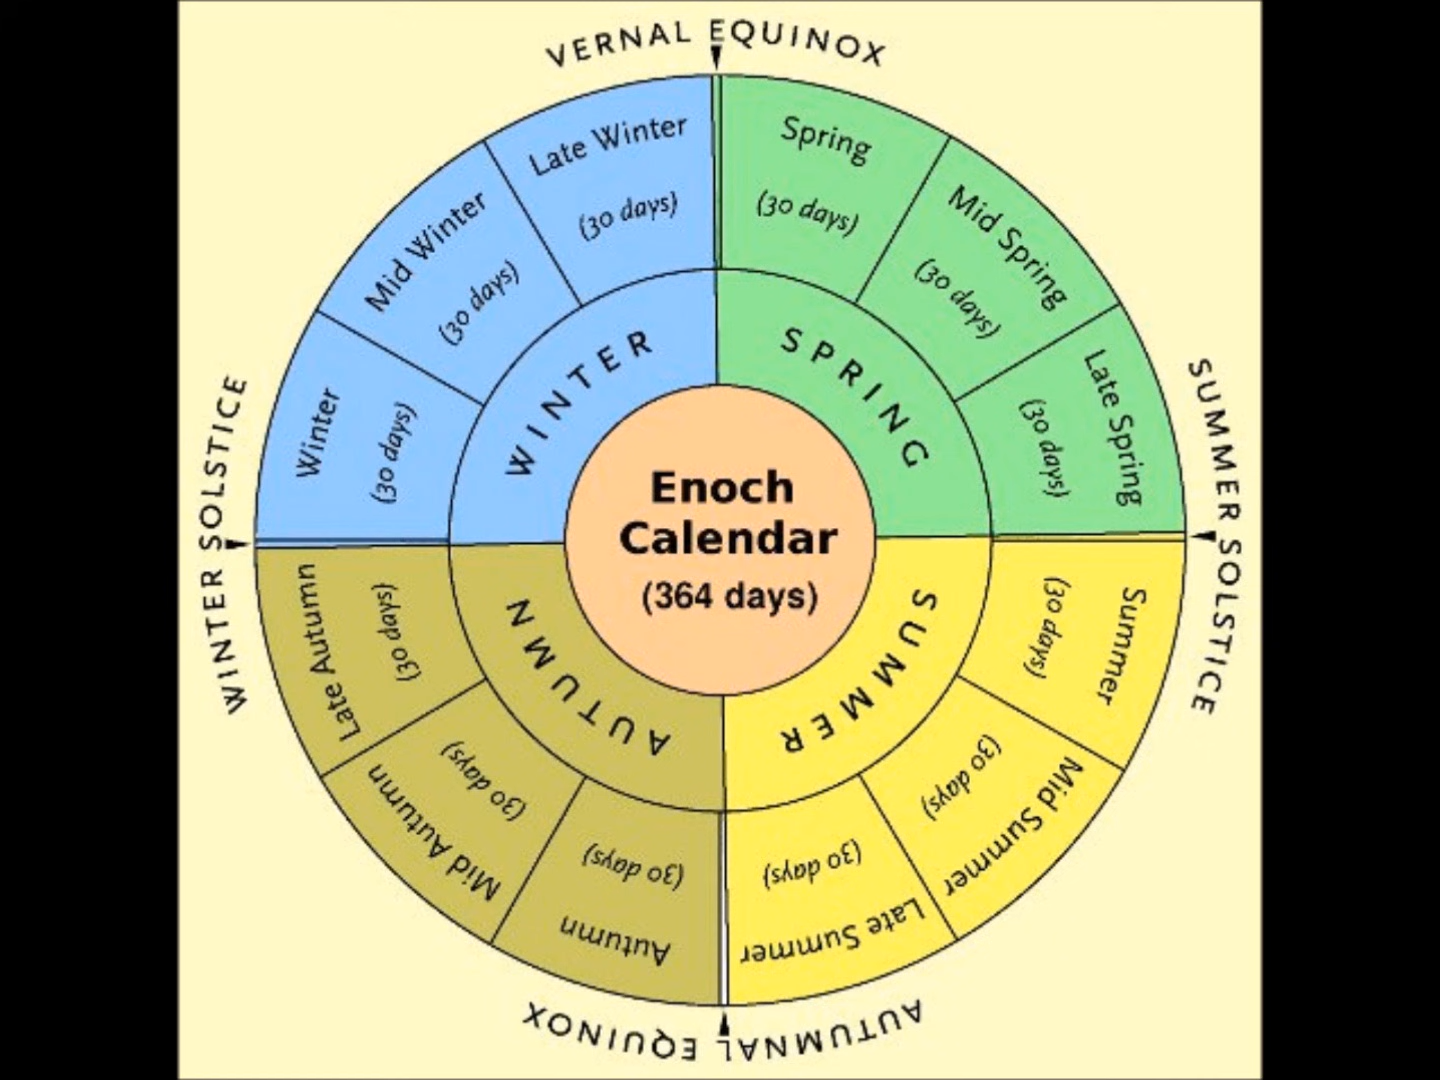 VERNAL EQUINOX
Spring
(30 days)
Mid Spring
(30 days)
Late Spring
(30 days)
SPRING
SUMMER SOLSTICE
Summer
(30 days)
Mid Summer
(30 days)
Late Summer
(30 days)
SUMMER
AUTUMNAL EQUINOX
Autumn
(30 days)
Mid Autumn
(30 days)
Late Autumn
(30 days)
AUTUMN
WINTER SOLSTICE
Winter
(30 days)
Mid Winter
(30 days)
Late Winter
(30 days)
WINTER
Enoch
Calendar
(364 days)